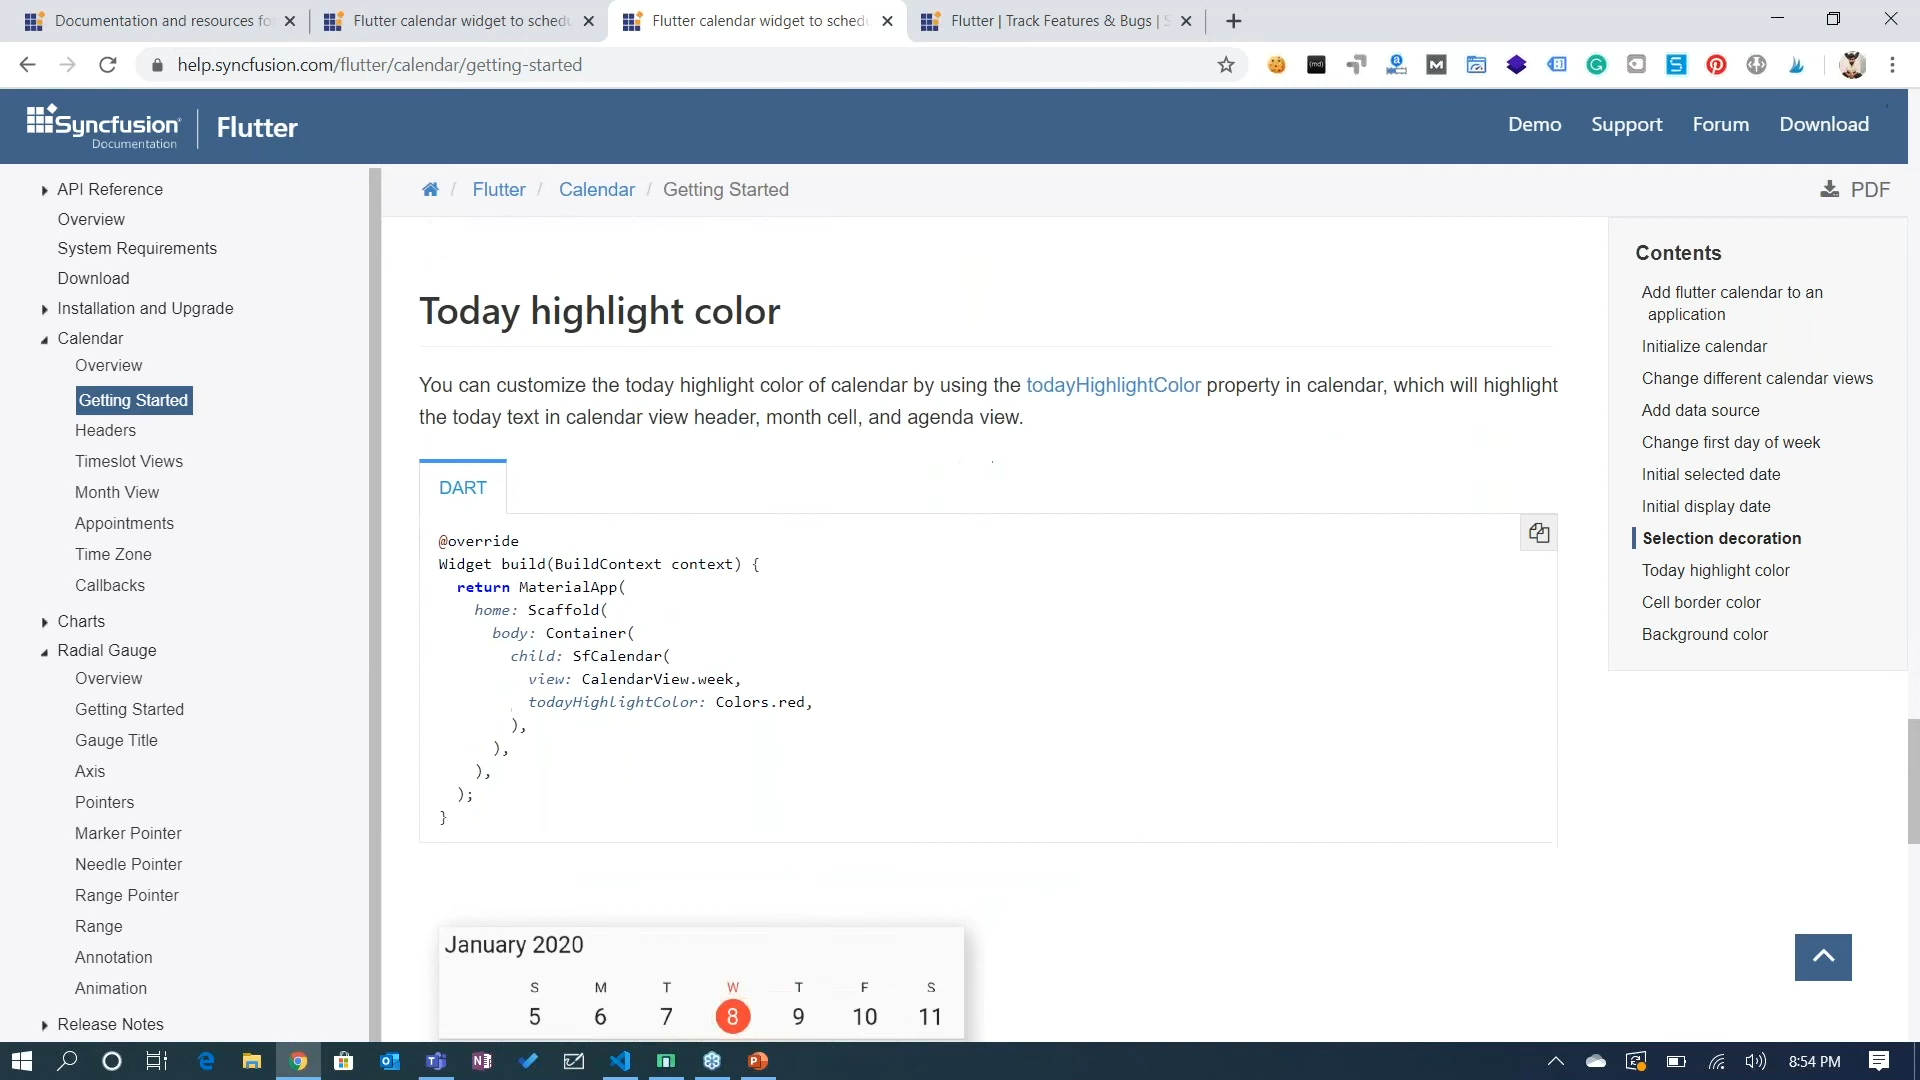 Documentation and resources fo
Flutter calendar widget to schedu
Flutter calendar widget to schedu
Flutter | Track Features & Bugs | S
help.syncfusion.com/flutter/calendar/getting-started
Syncfusion
Documentation
Flutter
Demo
Support
Forum
Download
API Reference
Overview
System Requirements
Download
Installation and Upgrade
Calendar
Overview
Getting Started
Headers
Timeslot Views
Month View
Appointments
Time Zone
Callbacks
Charts
Radial Gauge
Overview
Getting Started
Gauge Title
Axis
Pointers
Marker Pointer
Needle Pointer
Range Pointer
Range
Annotation
Animation
Release Notes
/ Flutter / Calendar / Getting Started
PDF
Today highlight color
You can customize the today highlight color of calendar by using the todayHighlightColor property in calendar, which will highlight
the today text in calendar view header, month cell, and agenda view.
DART
@override
Widget build(BuildContext context) {
return MaterialApp(
home: Scaffold(
body: Container(
child: SfCalendar(
view: CalendarView.week,
todayHighlightColor: Colors.red,
),
),
),
);
}
January 2020
S M T W T F S
5 6 7 8 9 10 11
Contents
Add flutter calendar to an
application
Initialize calendar
Change different calendar views
Add data source
Change first day of week
Initial selected date
Initial display date
Selection decoration
Today highlight color
Cell border color
Background color
8:54 PM